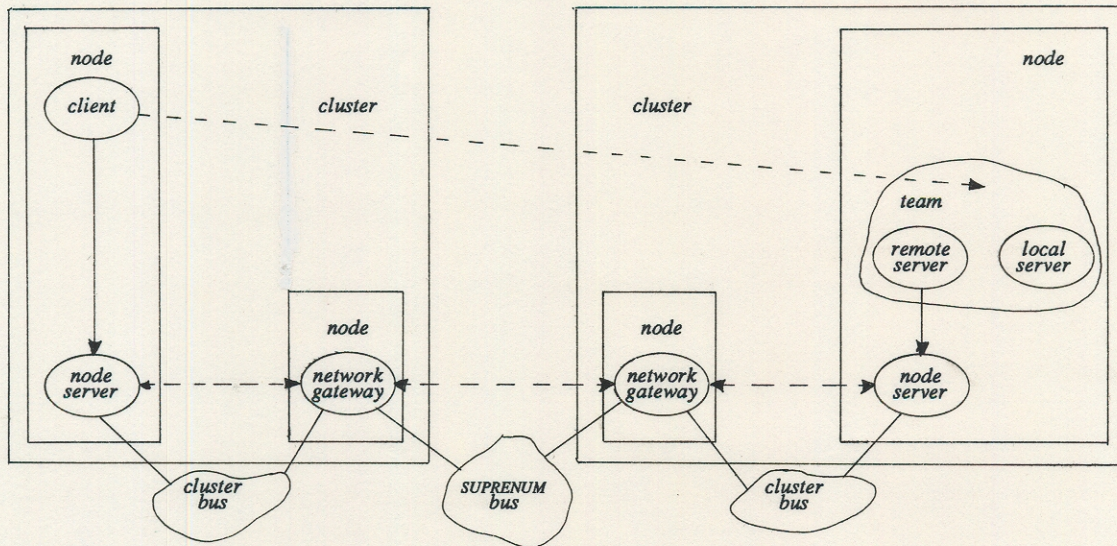 node
client
cluster
node
server
node
network
gateway
cluster
bus
SUPRENUM
bus
cluster
node
network
gateway
node
team
remote
server
local
server
node
server
cluster
bus